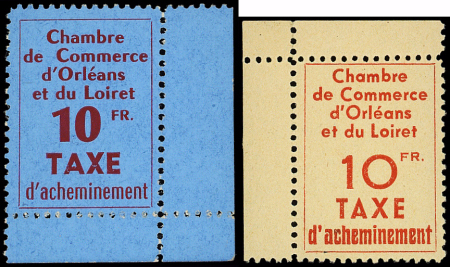 Chambre
de Commerce
d'Orléans
et du Loiret
10 FR.
TAXE
d'acheminement
Chambre
de Commerce
d'Orléans
et du Loiret
10 FR.
TAXE
d'acheminement